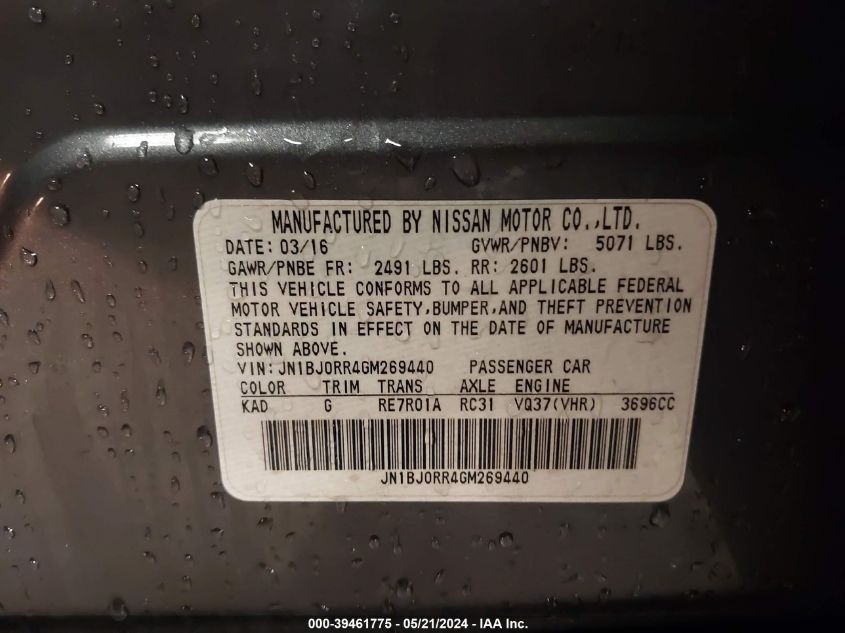 MANUFACTURED BY NISSAN MOTOR CO.,LTD.
DATE: 03/16 GVWR/PNBV: 5071 LBS.
GAWR/PNBE FR: 2491 LBS. RR: 2601 LBS.
THIS VEHICLE CONFORMS TO ALL APPLICABLE FEDERAL
MOTOR VEHICLE SAFETY,BUMPER,AND THEFT PREVENTION
STANDARDS IN EFFECT ON THE DATE OF MANUFACTURE
SHOWN ABOVE.
VIN: JN1BJ0RR4GM269440 PASSENGER CAR
COLOR TRIM TRANS AXLE ENGINE
KAD G RE7R01A RC31 VQ37(VHR) 3696CC
JN1BJ0RR4GM269440
000-39461775 - 05/21/2024 - IAA Inc.